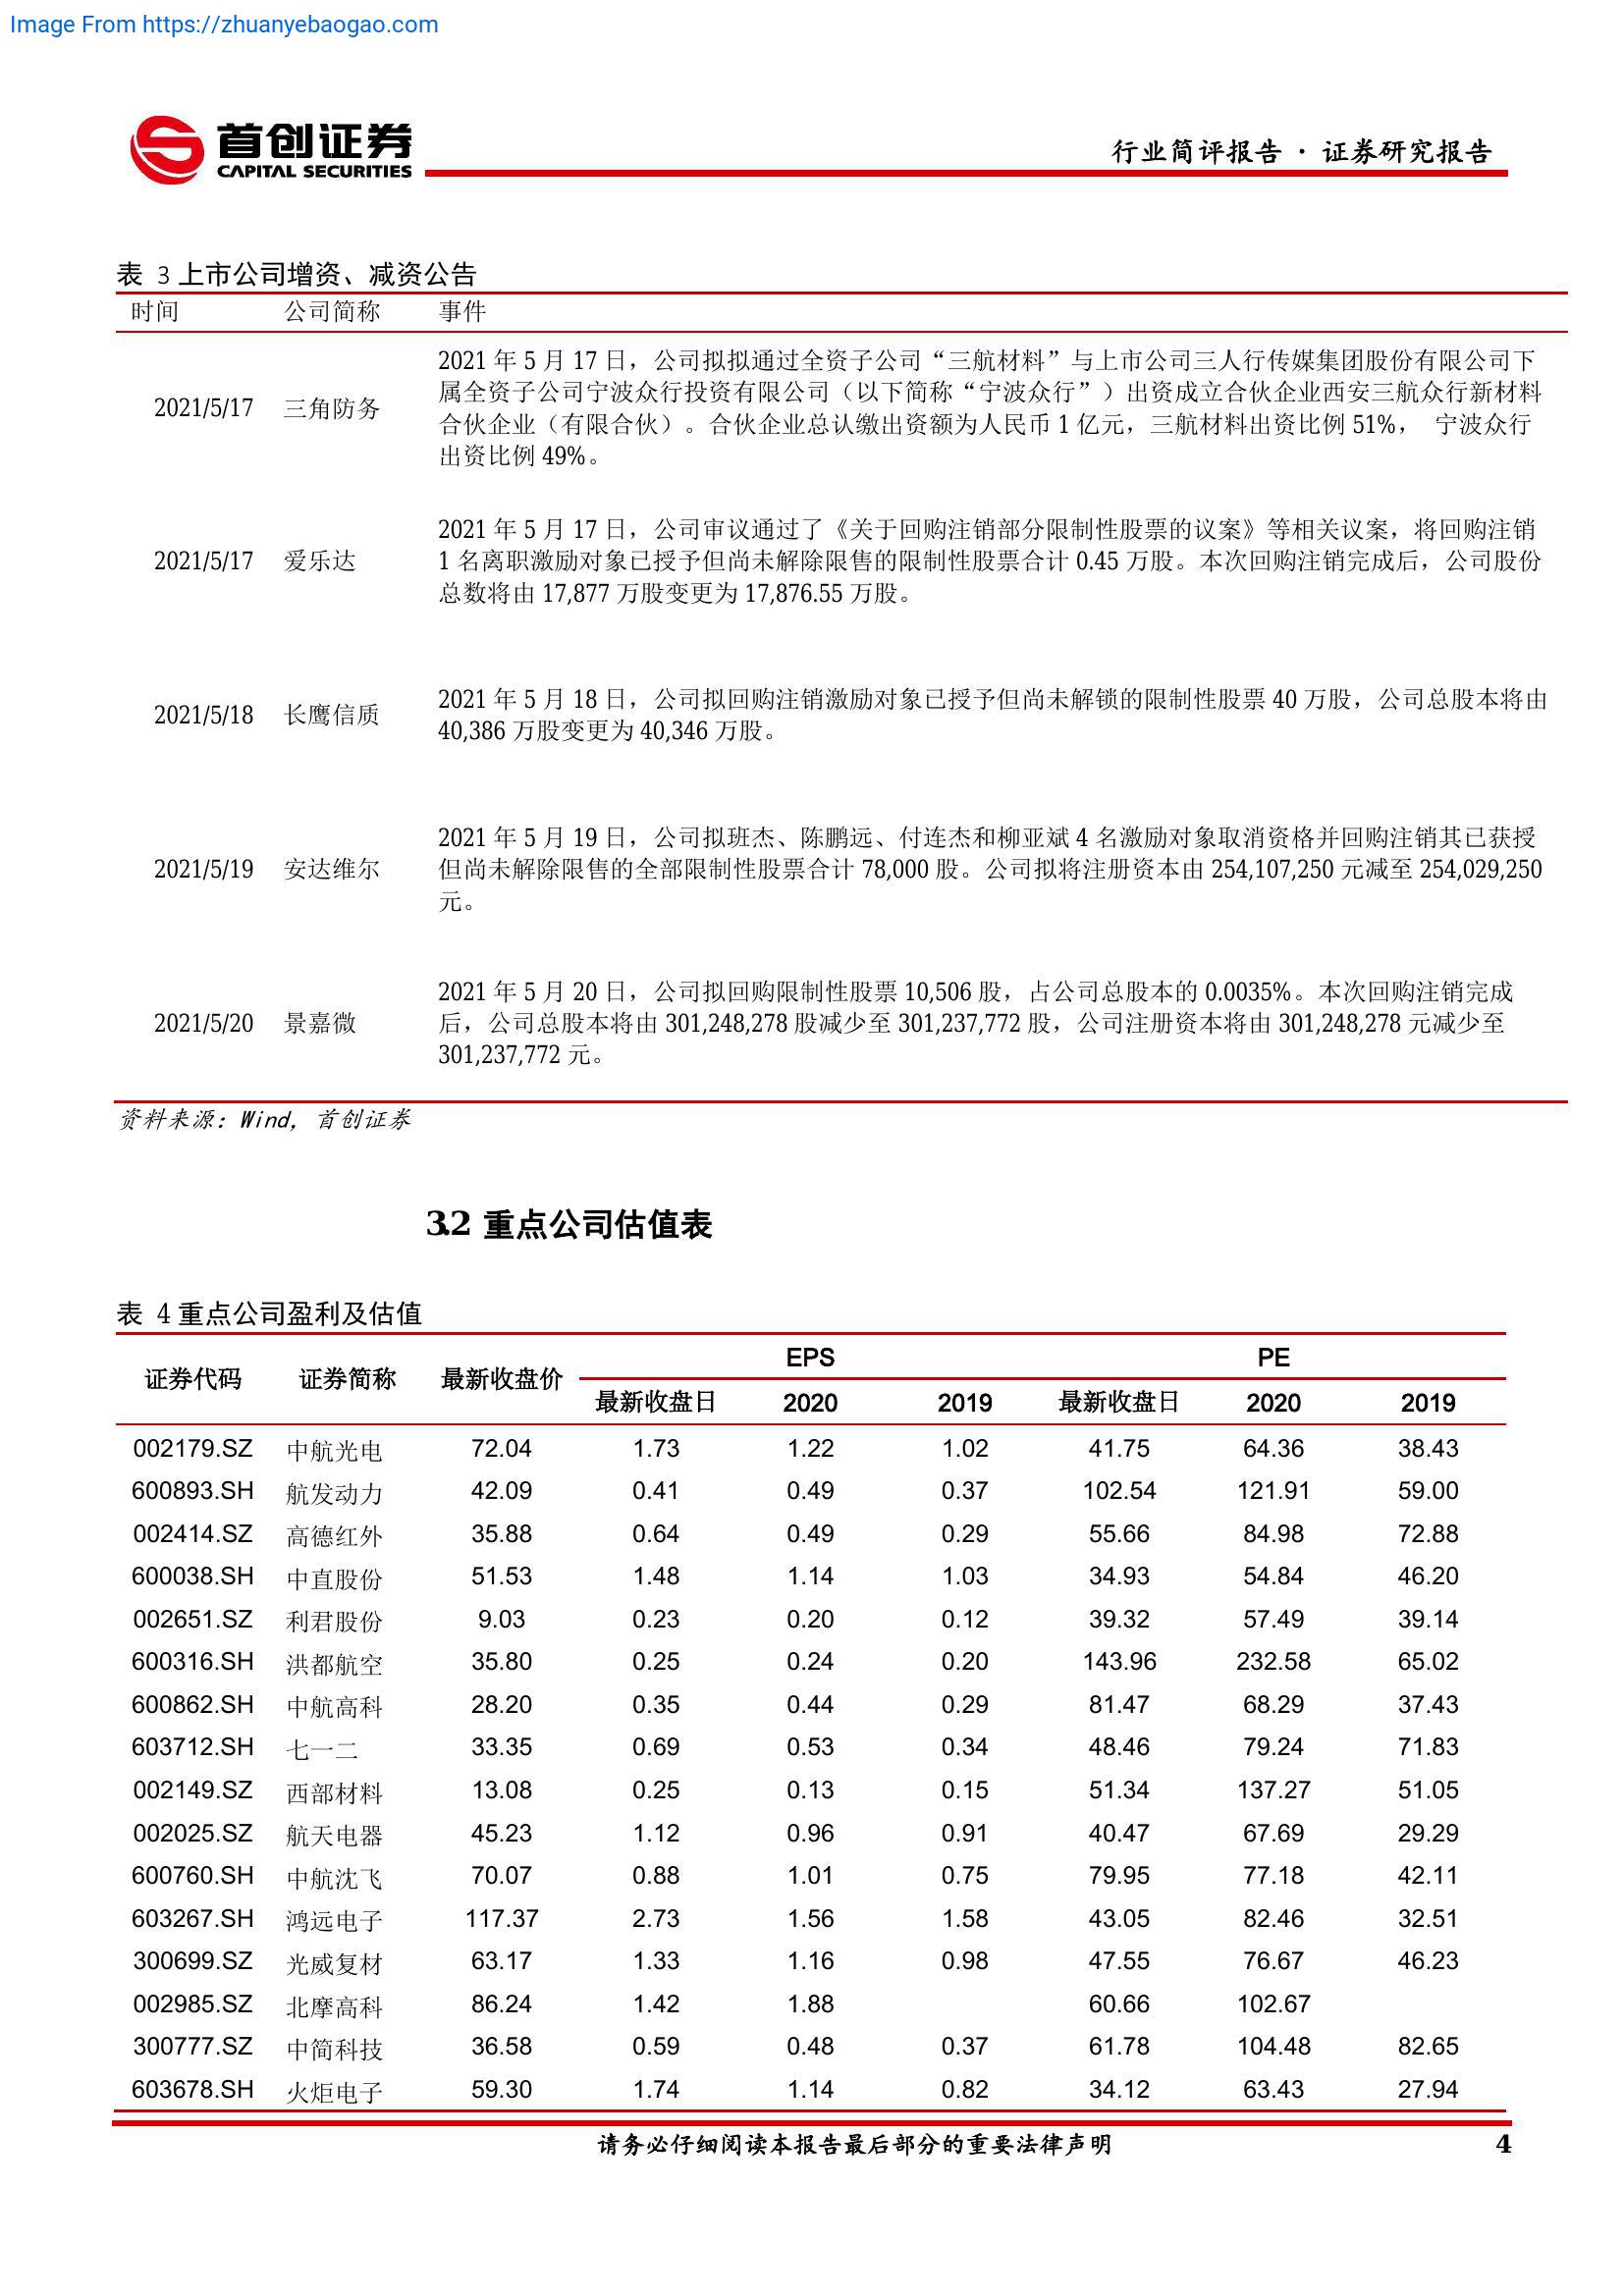 Image From https://zhuanyebaogao.com
首创证券
CAPITAL SECURITIES
行业简评报告 · 证券研究报告
表 3 上市公司增资、减资公告
时间 公司简称 事件
2021/5/17 三角防务
2021 年 5 月 17 日，公司拟拟通过全资子公司“三航材料”与上市公司三人行传媒集团股份有限公司下
属全资子公司宁波众行投资有限公司（以下简称“宁波众行”）出资成立合伙企业西安三航众行新材料
合伙企业（有限合伙）。合伙企业总认缴出资额为人民币 1 亿元，三航材料出资比例 51%， 宁波众行
出资比例 49%。
2021/5/17 爱乐达
2021 年 5 月 17 日，公司审议通过了《关于回购注销部分限制性股票的议案》等相关议案，将回购注销
1 名离职激励对象已授予但尚未解除限售的限制性股票合计 0.45 万股。本次回购注销完成后，公司股份
总数将由 17,877 万股变更为 17,876.55 万股。
2021/5/18 长鹰信质
2021 年 5 月 18 日，公司拟回购注销激励对象已授予但尚未解锁的限制性股票 40 万股，公司总股本将由
40,386 万股变更为 40,346 万股。
2021/5/19 安达维尔
2021 年 5 月 19 日，公司拟班杰、陈鹏远、付连杰和柳亚斌 4 名激励对象取消资格并回购注销其已获授
但尚未解除限售的全部限制性股票合计 78,000 股。公司拟将注册资本由 254,107,250 元减至 254,029,250
元。
2021/5/20 景嘉微
2021 年 5 月 20 日，公司拟回购限制性股票 10,506 股，占公司总股本的 0.0035%。本次回购注销完成
后，公司总股本将由 301,248,278 股减少至 301,237,772 股，公司注册资本将由 301,248,278 元减少至
301,237,772 元。
资料来源：Wind，首创证券
3.2 重点公司估值表
表 4 重点公司盈利及估值
证券代码 证券简称 最新收盘价 EPS PE
最新收盘日 2020 2019 最新收盘日 2020 2019
002179.SZ 中航光电 72.04 1.73 1.22 1.02 41.75 64.36 38.43
600893.SH 航发动力 42.09 0.41 0.49 0.37 102.54 121.91 59.00
002414.SZ 高德红外 35.88 0.64 0.49 0.29 55.66 84.98 72.88
600038.SH 中直股份 51.53 1.48 1.14 1.03 34.93 54.84 46.20
002651.SZ 利君股份 9.03 0.23 0.20 0.12 39.32 57.49 39.14
600316.SH 洪都航空 35.80 0.25 0.24 0.20 143.96 232.58 65.02
600862.SH 中航高科 28.20 0.35 0.44 0.29 81.47 68.29 37.43
603712.SH 七一二 33.35 0.69 0.53 0.34 48.46 79.24 71.83
002149.SZ 西部材料 13.08 0.25 0.13 0.15 51.34 137.27 51.05
002025.SZ 航天电器 45.23 1.12 0.96 0.91 40.47 67.69 29.29
600760.SH 中航沈飞 70.07 0.88 1.01 0.75 79.95 77.18 42.11
603267.SH 鸿远电子 117.37 2.73 1.56 1.58 43.05 82.46 32.51
300699.SZ 光威复材 63.17 1.33 1.16 0.98 47.55 76.67 46.23
002985.SZ 北摩高科 86.24 1.42 1.88 60.66 102.67
300777.SZ 中简科技 36.58 0.59 0.48 0.37 61.78 104.48 82.65
603678.SH 火炬电子 59.30 1.74 1.14 0.82 34.12 63.43 27.94
请务必仔细阅读本报告最后部分的重要法律声明 4